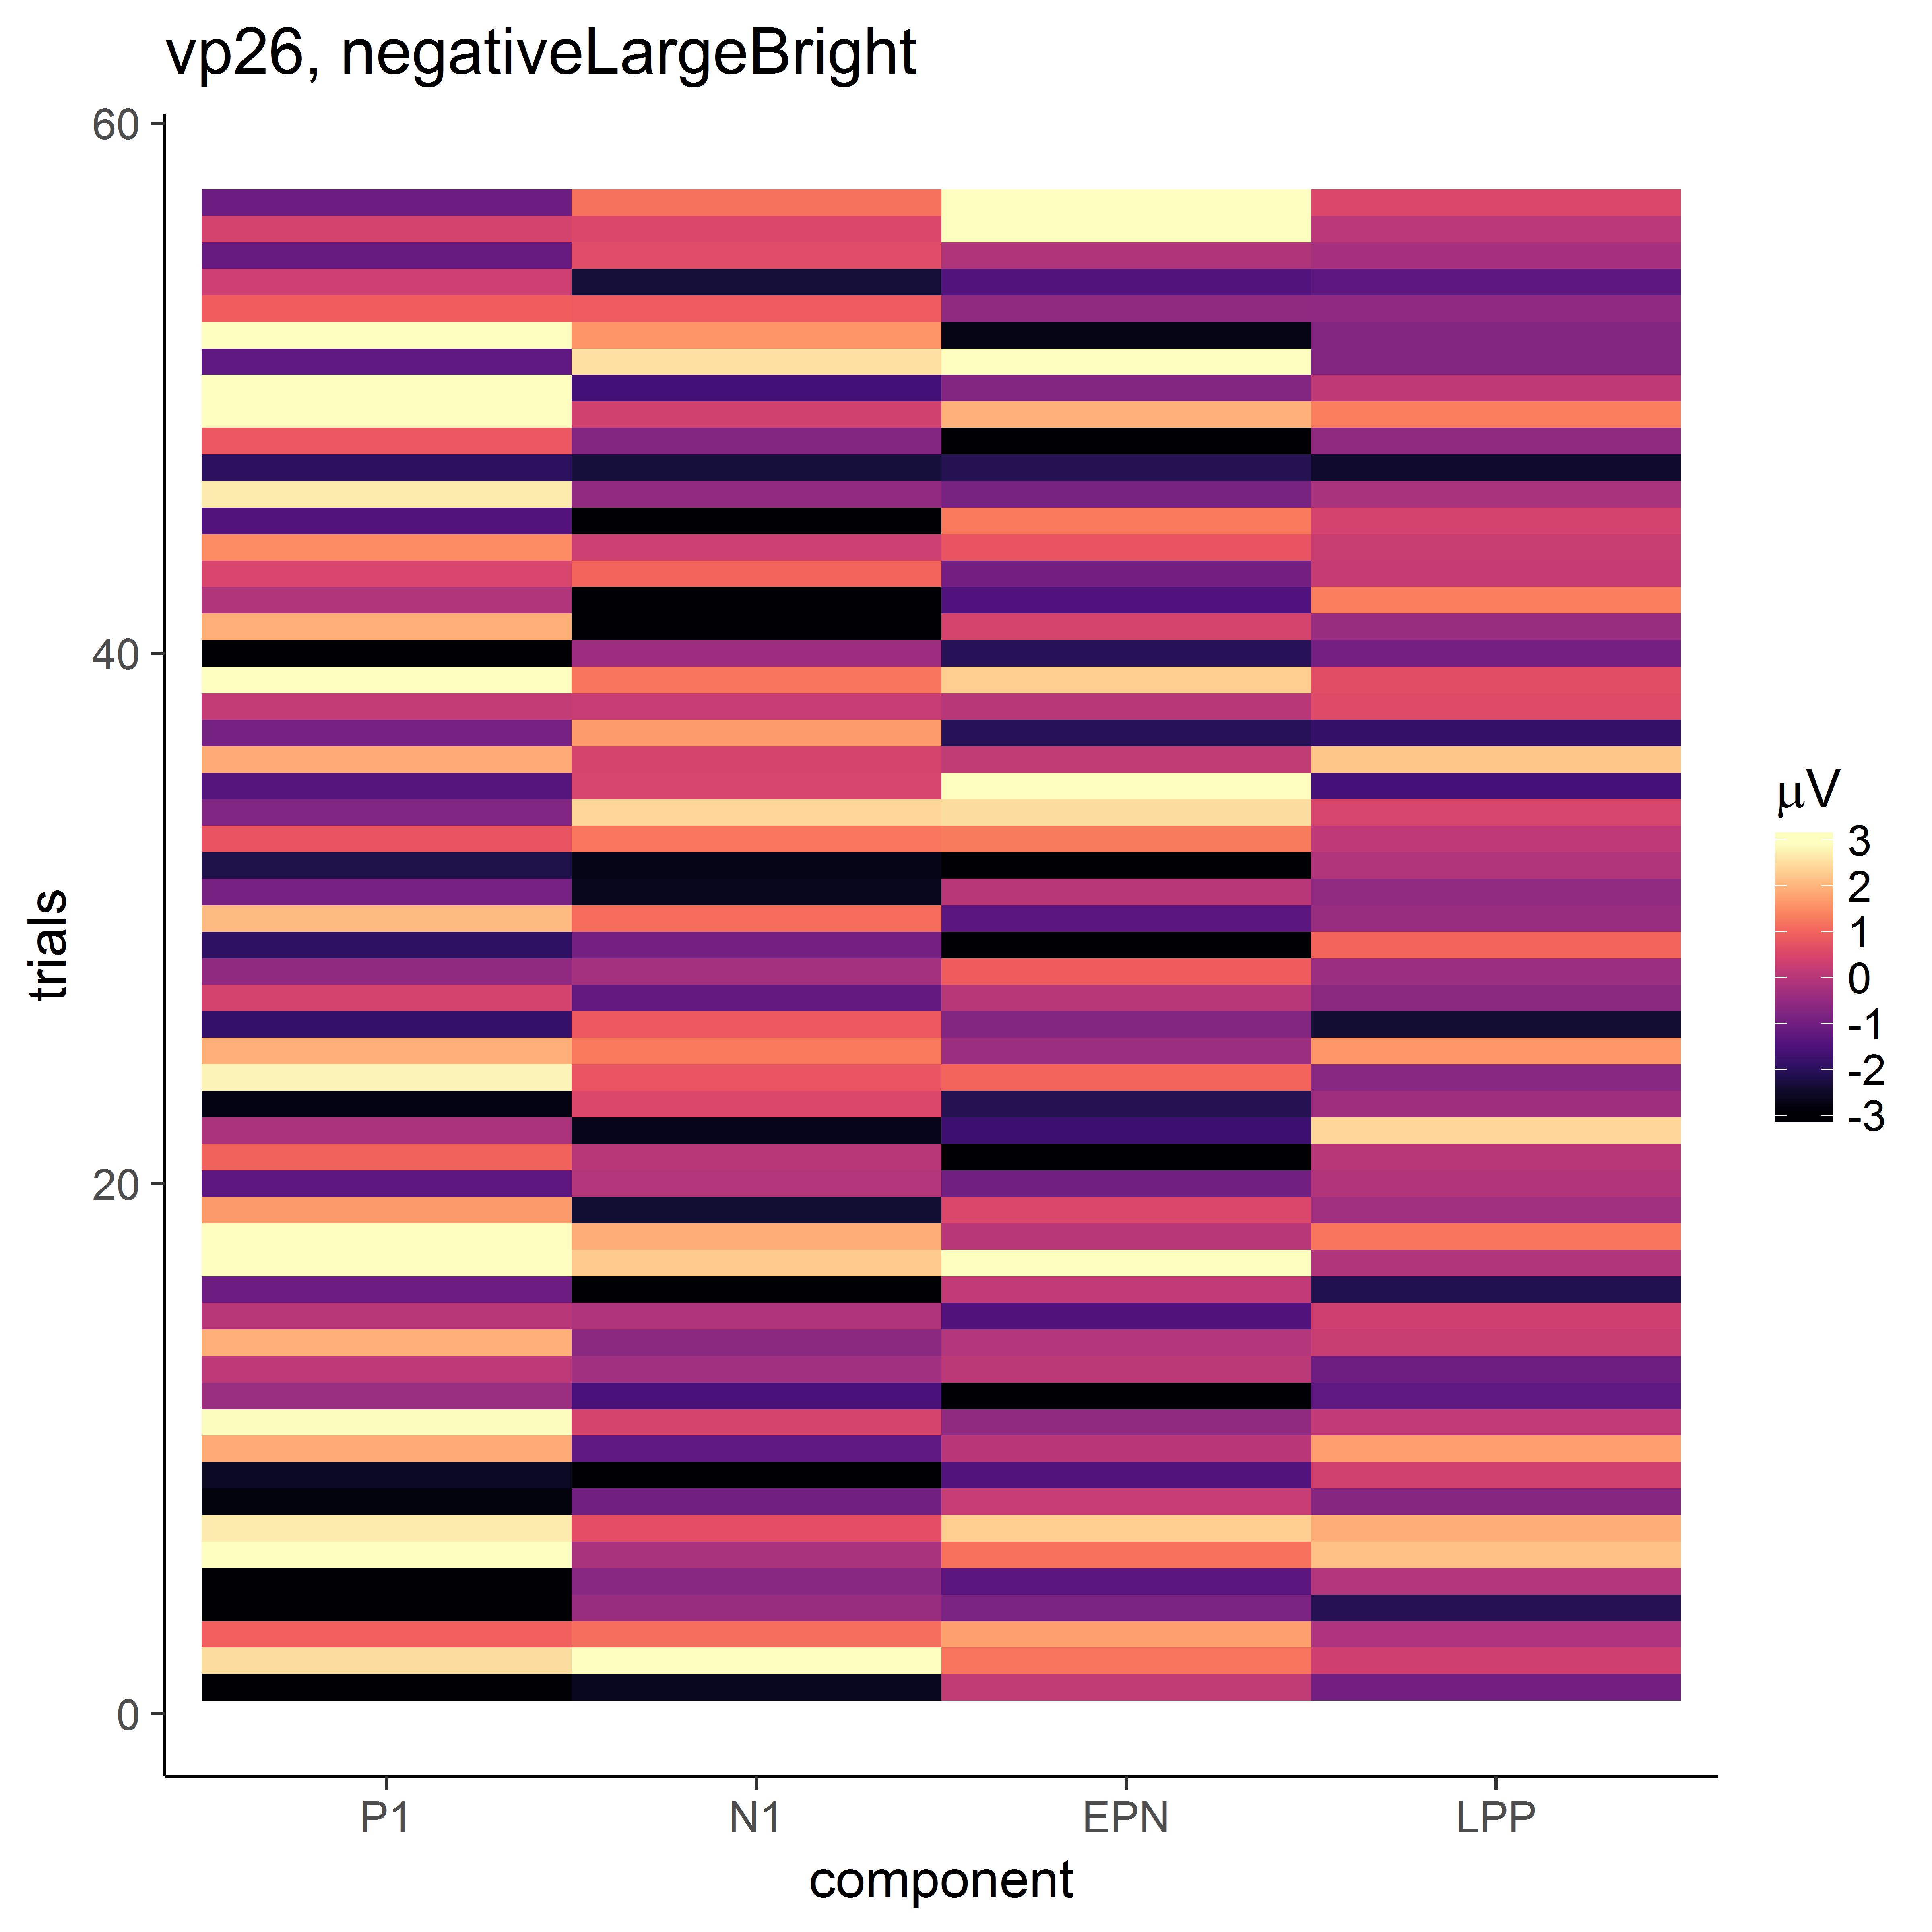 vp26, negativeLargeBright
60
40
20
0
trials
P1 N1 EPN LPP
component
μV
3
2
1
0
-1
-2
-3